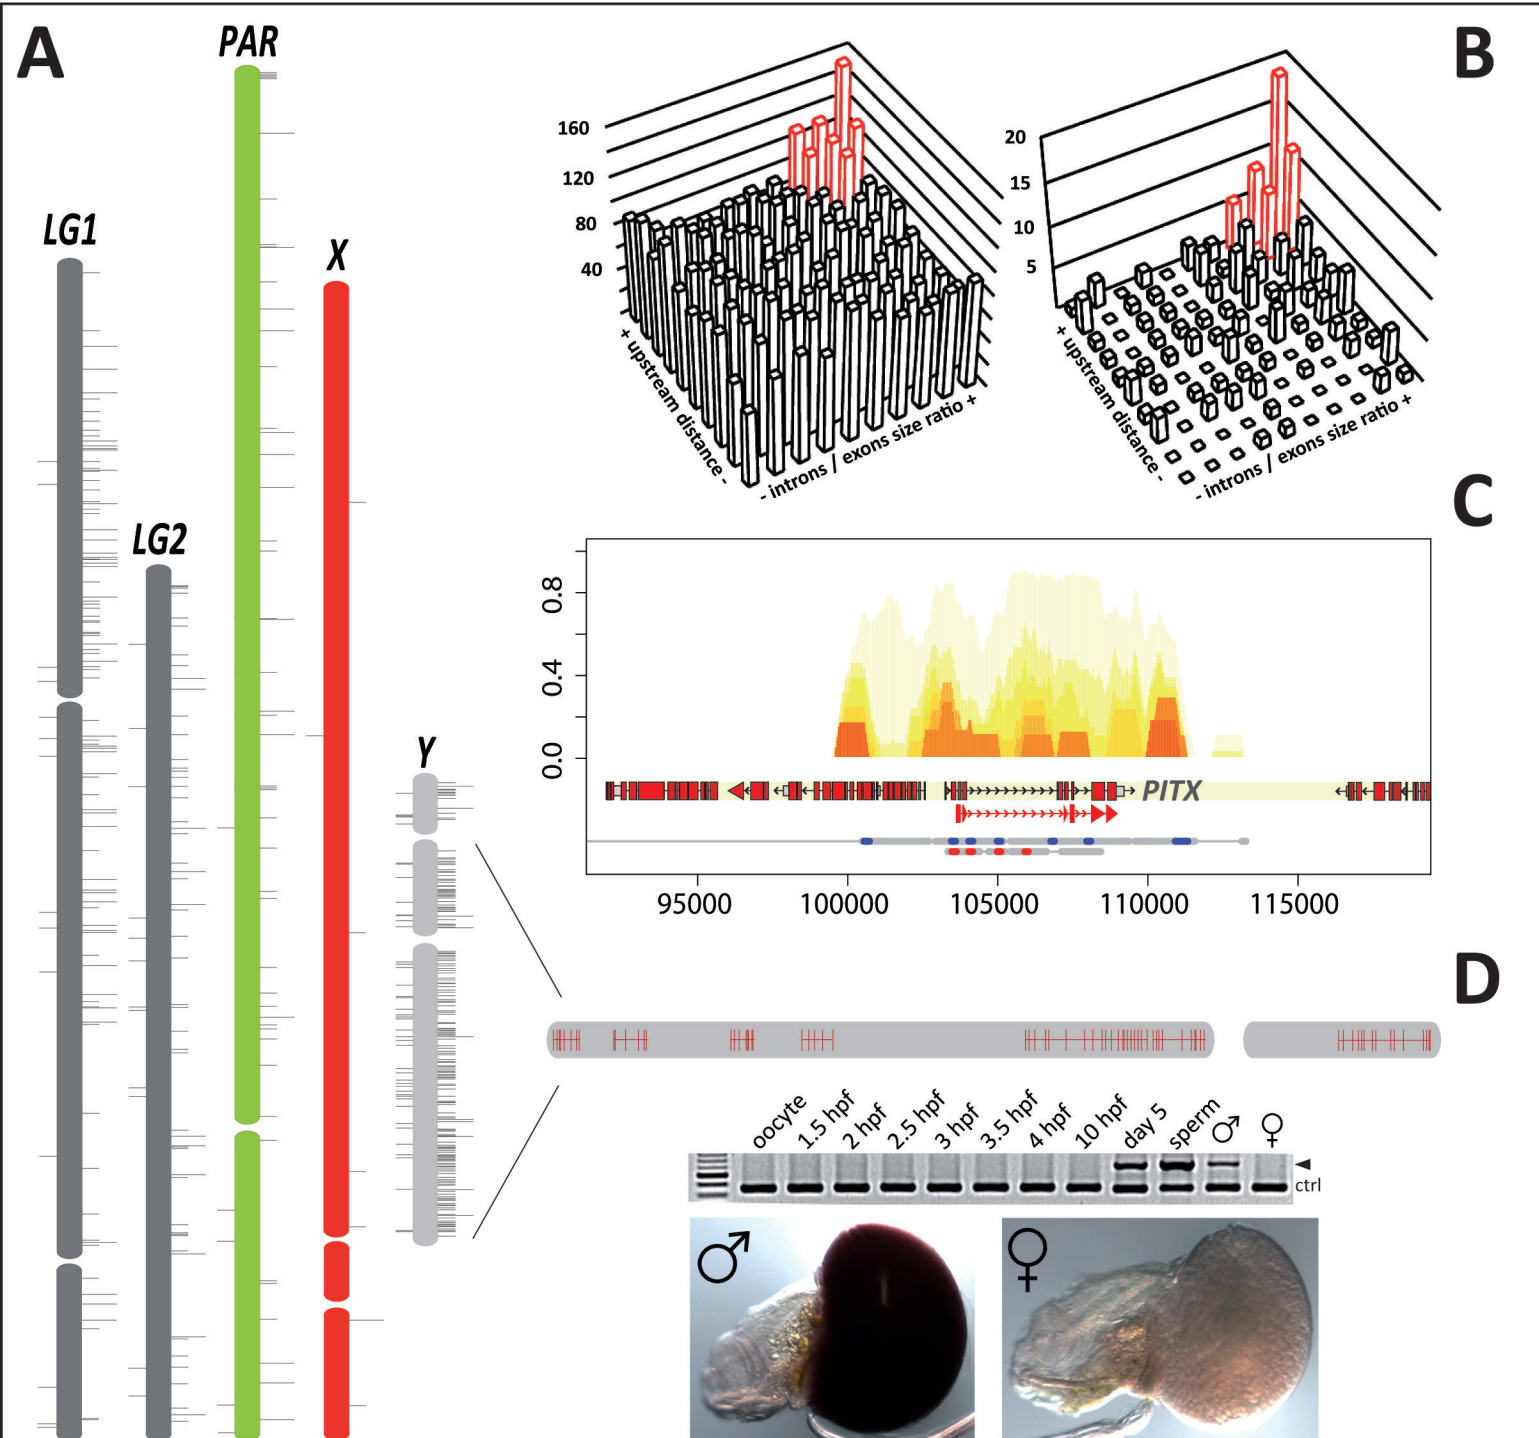 A
PAR
LG1
X
LG2
Y
B
160
120
80
40
+ upstream distance -
- introns / exons size ratio +
20
15
10
5
+ upstream distance -
- introns / exons size ratio +
C
0.8
0.4
0.0
PITX
95000 100000 105000 110000 115000
D
oocyte 1.5 hpf 2 hpf 2.5 hpf 3 hpf 3.5 hpf 4 hpf 10 hpf day 5 sperm ♂ ♀
ctrl
♂ ♀